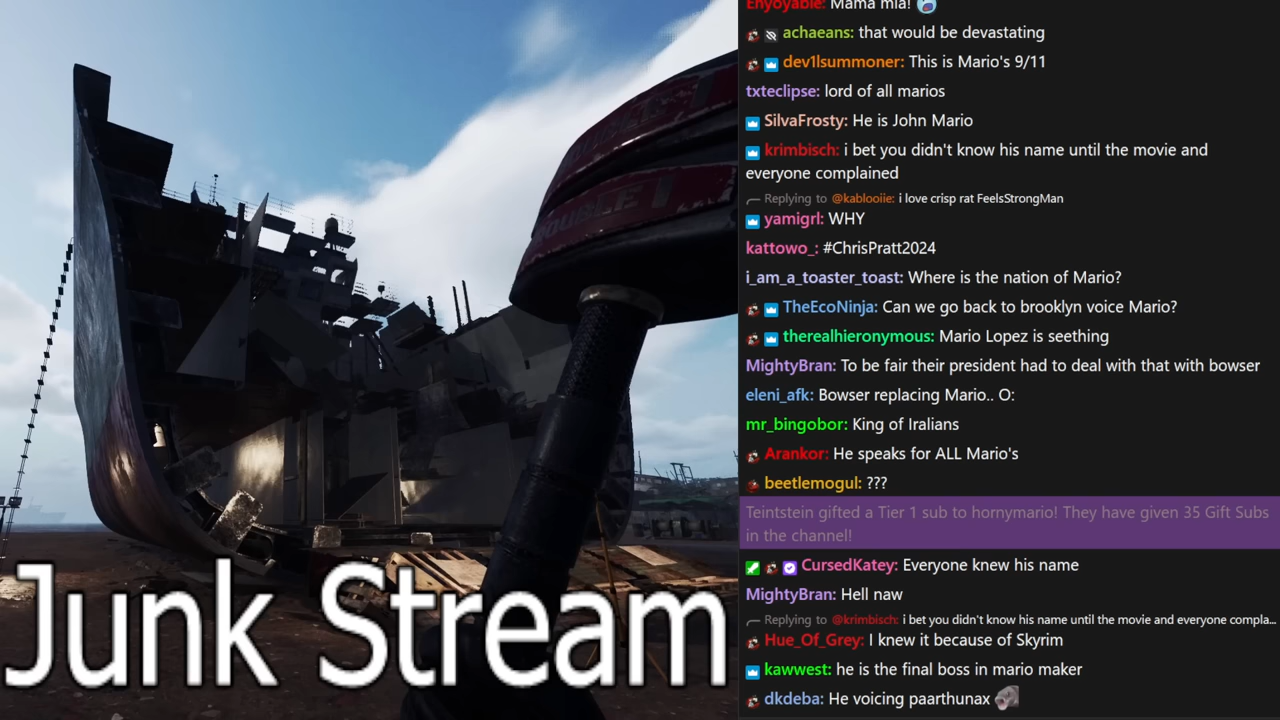 Enyoyable: Mama mia!
achaeans: that would be devastating
dev1lsummoner: This is Mario's 9/11
txteclipse: lord of all marios
SilvaFrosty: He is John Mario
krimbisch: i bet you didn't know his name until the movie and
everyone complained
Replying to @kablooiie: i love crisp rat FeelsStrongMan
yamigrl: WHY
kattowo_: #ChrisPratt2024
i_am_a_toaster_toast: Where is the nation of Mario?
TheEcoNinja: Can we go back to brooklyn voice Mario?
therealhieronymous: Mario Lopez is seething
MightyBran: To be fair their president had to deal with that with bowser
eleni_afk: Bowser replacing Mario.. O:
mr_bingobor: King of Iralians
Arankor: He speaks for ALL Mario's
beetlemogul: ???
Teintstein gifted a Tier 1 sub to hornymario! They have given 35 Gift Subs
in the channel!
CursedKatey: Everyone knew his name
MightyBran: Hell naw
Replying to @krimbisch: i bet you didn't know his name until the movie and everyone compla...
Hue_Of_Grey: I knew it because of Skyrim
kawwest: he is the final boss in mario maker
dkdeba: He voicing paarthunax
DOUBLE
Junk Stream